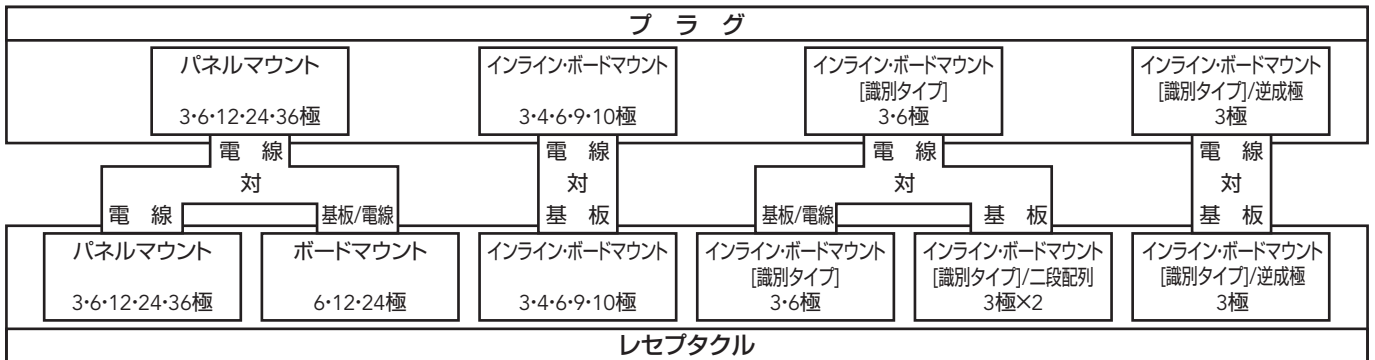 プ ラ グ
パネルマウント
3・6・12・24・36極
インライン・ボードマウント
3・4・6・9・10極
インライン・ボードマウント
[識別タイプ]
3・6極
インライン・ボードマウント
[識別タイプ]/逆成極
3極
電 線
対
電 線
基板/電線
電 線
対
基 板
電 線
対
基板/電線
基 板
電 線
対
基 板
パネルマウント
3・6・12・24・36極
ボードマウント
6・12・24極
インライン・ボードマウント
3・4・6・9・10極
インライン・ボードマウント
[識別タイプ]
3・6極
インライン・ボードマウント
[識別タイプ]/二段配列
3極×2
インライン・ボードマウント
[識別タイプ]/逆成極
3極
レセプタクル